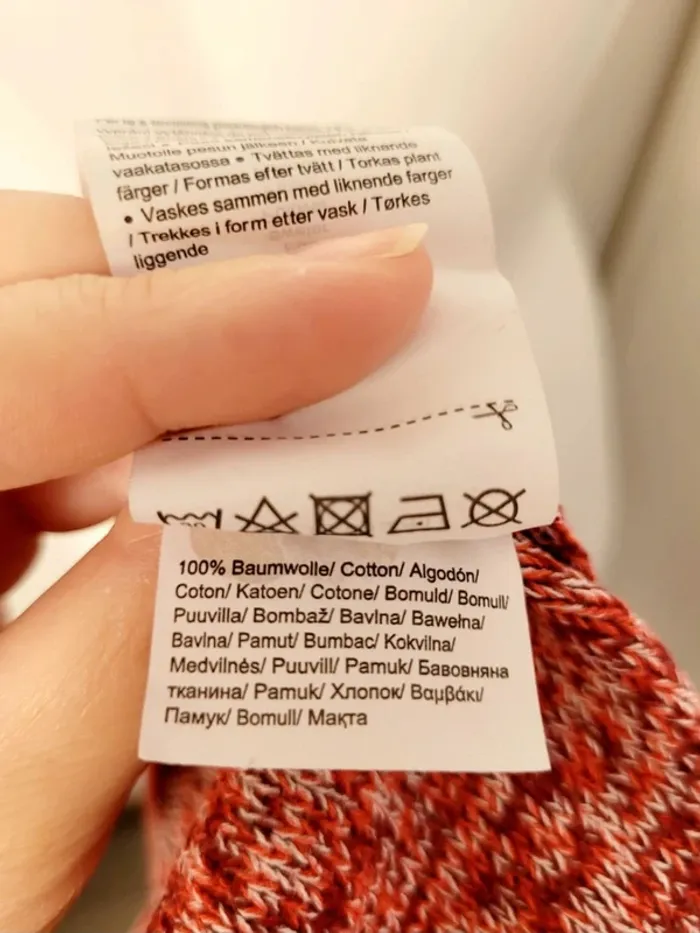 Muotoile pesun jälkeen / Kuivata
vaakatasossa • Tvättas med liknande
färger / Formas efter tvätt / Torkas plant
• Vaskes sammen med liknende farger
/ Trekkes i form etter vask / Tørkes
liggende
100% Baumwolle/ Cotton/ Algodón/
Coton/ Katoen/ Cotone/ Bomuld/ Bomull/
Puuvilla/ Bombaž/ Bavlna/ Bawełna/
Bavlna/ Pamut/ Bumbac/ Kokvilna/
Medvilnės/ Puuvill/ Pamuk/ Бавовняна
тканина/ Pamuk/ Хлопок/ Βαμβάκι/
Памук/ Bomull/ Мақта